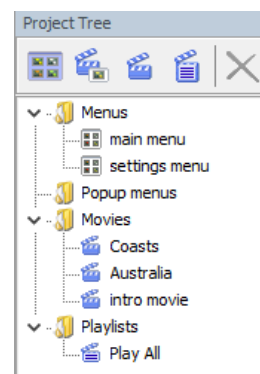 Project Tree
Menus
main menu
settings menu
Popup menus
Movies
Coasts
Australia
intro movie
Playlists
Play All